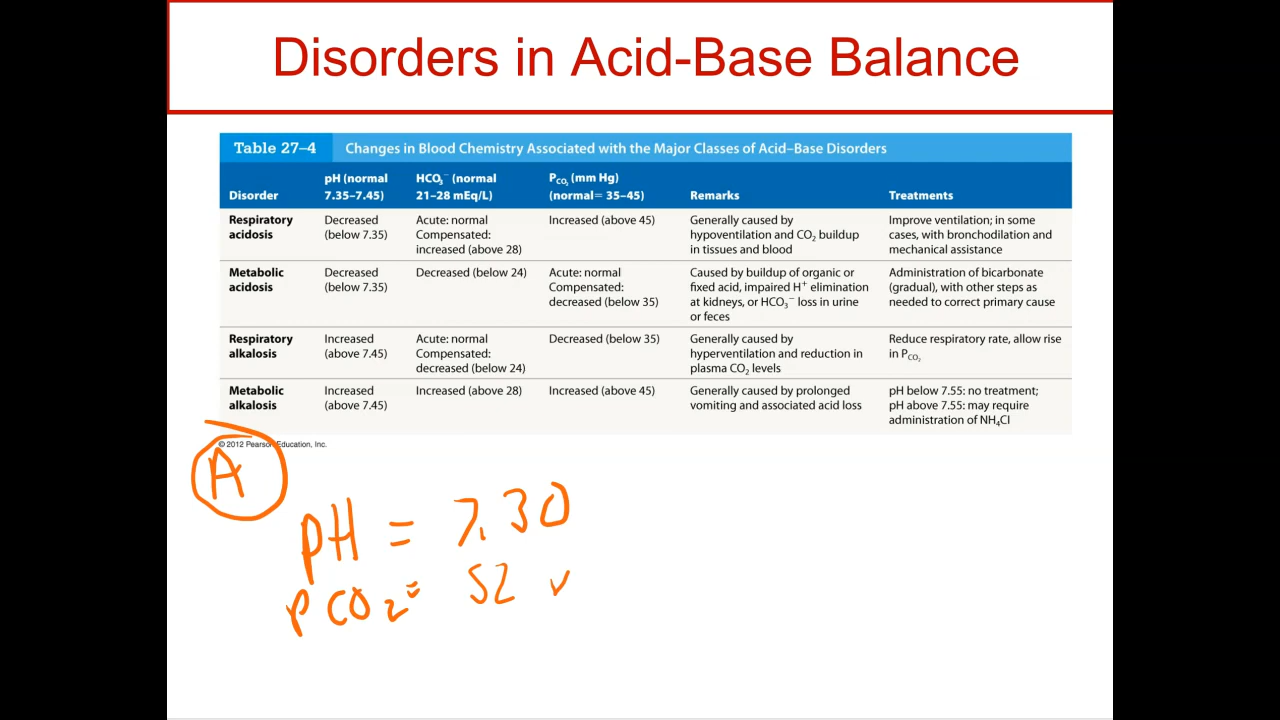 Disorders in Acid-Base Balance
Table 27–4 Changes in Blood Chemistry Associated with the Major Classes of Acid–Base Disorders
Disorder
pH (normal
7.35–7.45)
HCO₃⁻ (normal
21–28 mEq/L)
PCO₂ (mm Hg)
(normal= 35–45)
Remarks
Treatments
Respiratory
acidosis
Decreased
(below 7.35)
Acute: normal
Compensated:
increased (above 28)
Increased (above 45)
Generally caused by
hypoventilation and CO₂ buildup
in tissues and blood
Improve ventilation; in some
cases, with bronchodilation and
mechanical assistance
Metabolic
acidosis
Decreased
(below 7.35)
Decreased (below 24)
Acute: normal
Compensated:
decreased (below 35)
Caused by buildup of organic or
fixed acid, impaired H⁺ elimination
at kidneys, or HCO₃⁻ loss in urine
or feces
Administration of bicarbonate
(gradual), with other steps as
needed to correct primary cause
Respiratory
alkalosis
Increased
(above 7.45)
Acute: normal
Compensated:
decreased (below 24)
Decreased (below 35)
Generally caused by
hyperventilation and reduction in
plasma CO₂ levels
Reduce respiratory rate, allow rise
in PCO₂
Metabolic
alkalosis
Increased
(above 7.45)
Increased (above 28)
Increased (above 45)
Generally caused by prolonged
vomiting and associated acid loss
pH below 7.55: no treatment;
pH above 7.55: may require
administration of NH₄Cl
© 2012 Pearson Education, Inc.
A
pH = 7.30
PCO₂ = 52